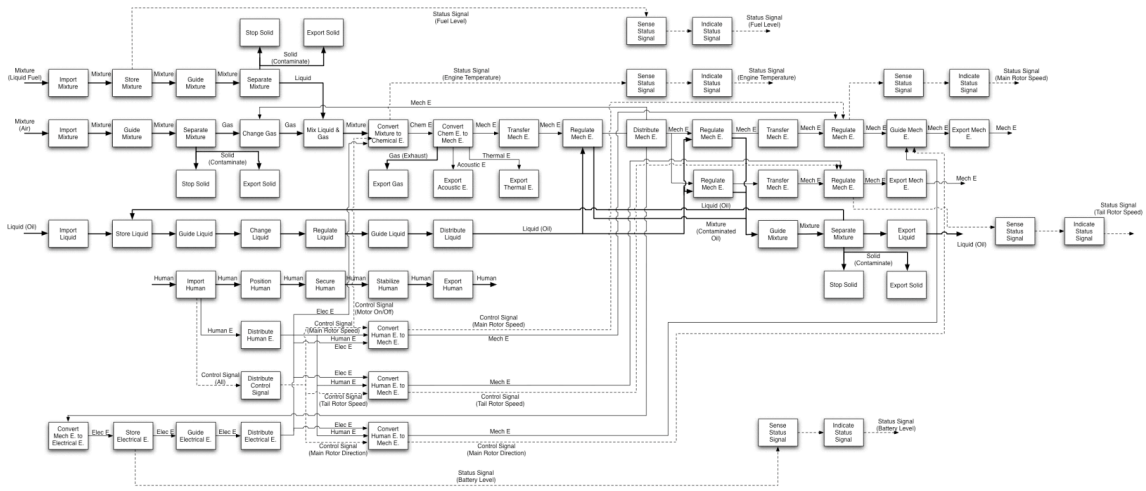 Status Signal
(Fuel Level)
Stop Solid
Export Solid
Sense
Status
Signal
Indicate
Status
Signal
Status Signal
(Fuel Level)
Solid
(Contaminate)
Mixture
(Liquid Fuel)
Import
Mixture
Mixture
Store
Mixture
Mixture
Guide
Mixture
Mixture
Separate
Mixture
Liquid
Status Signal
(Engine Temperature)
Sense
Status
Signal
Indicate
Status
Signal
Status Signal
(Engine Temperature)
Sense
Status
Signal
Indicate
Status
Signal
Status Signal
(Main Rotor Speed)
Mech E
Mixture
(Air)
Import
Mixture
Mixture
Guide
Mixture
Mixture
Separate
Mixture
Gas
Change Gas
Gas
Mix Liquid &
Gas
Mixture
Convert
Mixture to
Chemical E.
Chem E
Convert
Chem E. to
Mech E.
Mech E
Transfer
Mech E.
Mech E
Regulate
Mech E.
Distribute
Mech E.
Mech E
Regulate
Mech E.
Mech E
Transfer
Mech E.
Mech E
Regulate
Mech E.
Mech E
Guide Mech
E.
Mech E
Export Mech
E.
Mech E
Solid
(Contaminate)
Stop Solid
Export Solid
Gas (Exhaust)
Acoustic E
Thermal E
Export Gas
Export
Acoustic E.
Export
Thermal E.
Regulate
Mech E.
Mech E
Transfer
Mech E.
Mech E
Regulate
Mech E.
Mech E
Export Mech
E.
Mech E
Liquid (Oil)
Import
Liquid
Store Liquid
Guide Liquid
Change
Liquid
Regulate
Liquid
Guide Liquid
Distribute
Liquid
Liquid (Oil)
Liquid (Oil)
Mixture
(Contaminated
Oil)
Guide
Mixture
Mixture
Separate
Mixture
Export
Liquid
Liquid (Oil)
Sense
Status
Signal
Indicate
Status
Signal
Status Signal
(Tail Rotor Speed)
Solid
(Contaminate)
Stop Solid
Export Solid
Human
Import
Human
Human
Position
Human
Human
Secure
Human
Human
Stabilize
Human
Human
Export
Human
Human
Control Signal
(Motor On/Off)
Elec E
Human E
Distribute
Human E.
Control Signal
(Main Rotor Speed)
Human E
Elec E
Convert
Human E. to
Mech E.
Control Signal
(Main Rotor Speed)
Mech E
Control Signal
(All)
Distribute
Control
Signal
Elec E
Human E
Control Signal
(Tail Rotor Speed)
Convert
Human E. to
Mech E.
Mech E
Control Signal
(Tail Rotor Speed)
Convert
Mech E. to
Electrical E.
Elec E
Store
Electrical E.
Elec E
Guide
Electrical E.
Elec E
Distribute
Electrical E.
Elec E
Human E
Control Signal
(Main Rotor Direction)
Convert
Human E. to
Mech E.
Mech E
Control Signal
(Main Rotor Direction)
Sense
Status
Signal
Indicate
Status
Signal
Status Signal
(Battery Level)
Status Signal
(Battery Level)